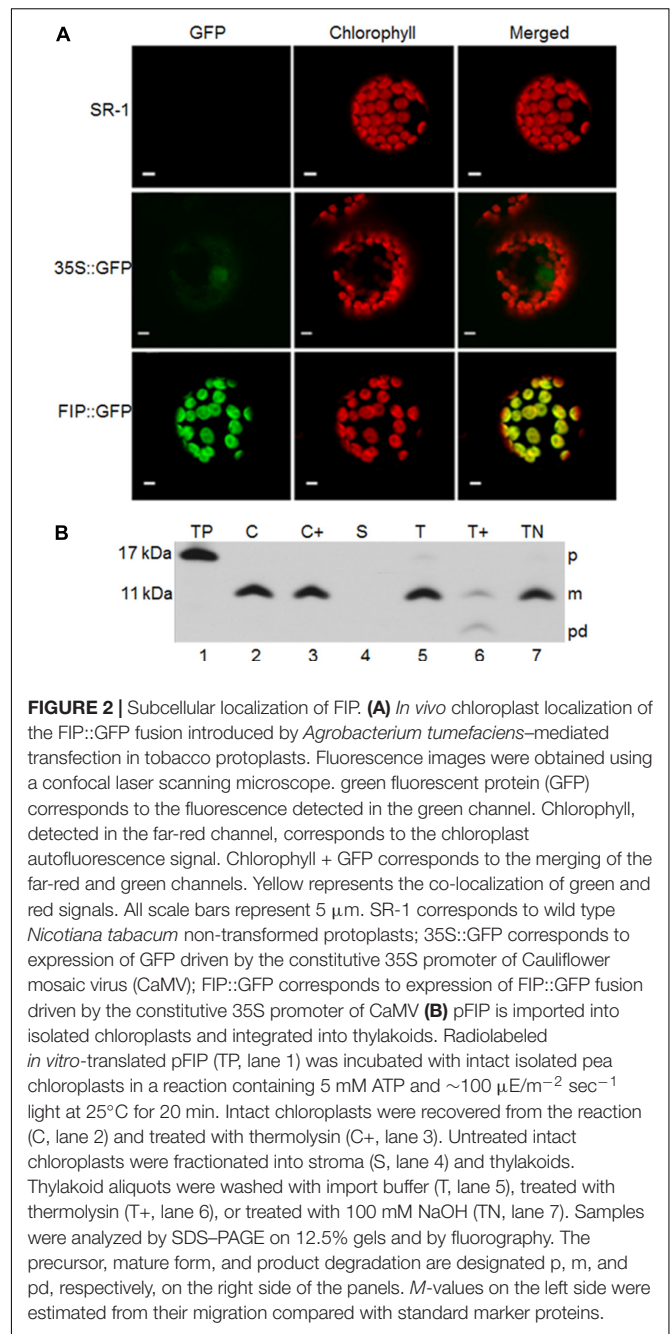 A
GFP Chlorophyll Merged
SR-1
35S::GFP
FIP::GFP
B
TP C C+ S T T+ TN
17 kDa p
11 kDa m
pd
1 2 3 4 5 6 7
FIGURE 2 | Subcellular localization of FIP. (A) In vivo chloroplast localization of
the FIP::GFP fusion introduced by Agrobacterium tumefaciens–mediated
transfection in tobacco protoplasts. Fluorescence images were obtained using
a confocal laser scanning microscope. green fluorescent protein (GFP)
corresponds to the fluorescence detected in the green channel. Chlorophyll,
detected in the far-red channel, corresponds to the chloroplast
autofluorescence signal. Chlorophyll + GFP corresponds to the merging of the
far-red and green channels. Yellow represents the co-localization of green and
red signals. All scale bars represent 5 μm. SR-1 corresponds to wild type
Nicotiana tabacum non-transformed protoplasts; 35S::GFP corresponds to
expression of GFP driven by the constitutive 35S promoter of Cauliflower
mosaic virus (CaMV); FIP::GFP corresponds to expression of FIP::GFP fusion
driven by the constitutive 35S promoter of CaMV (B) pFIP is imported into
isolated chloroplasts and integrated into thylakoids. Radiolabeled
in vitro-translated pFIP (TP, lane 1) was incubated with intact isolated pea
chloroplasts in a reaction containing 5 mM ATP and ∼100 μE/m⁻² sec⁻¹
light at 25°C for 20 min. Intact chloroplasts were recovered from the reaction
(C, lane 2) and treated with thermolysin (C+, lane 3). Untreated intact
chloroplasts were fractionated into stroma (S, lane 4) and thylakoids.
Thylakoid aliquots were washed with import buffer (T, lane 5), treated with
thermolysin (T+, lane 6), or treated with 100 mM NaOH (TN, lane 7). Samples
were analyzed by SDS–PAGE on 12.5% gels and by fluorography. The
precursor, mature form, and product degradation are designated p, m, and
pd, respectively, on the right side of the panels. M-values on the left side were
estimated from their migration compared with standard marker proteins.